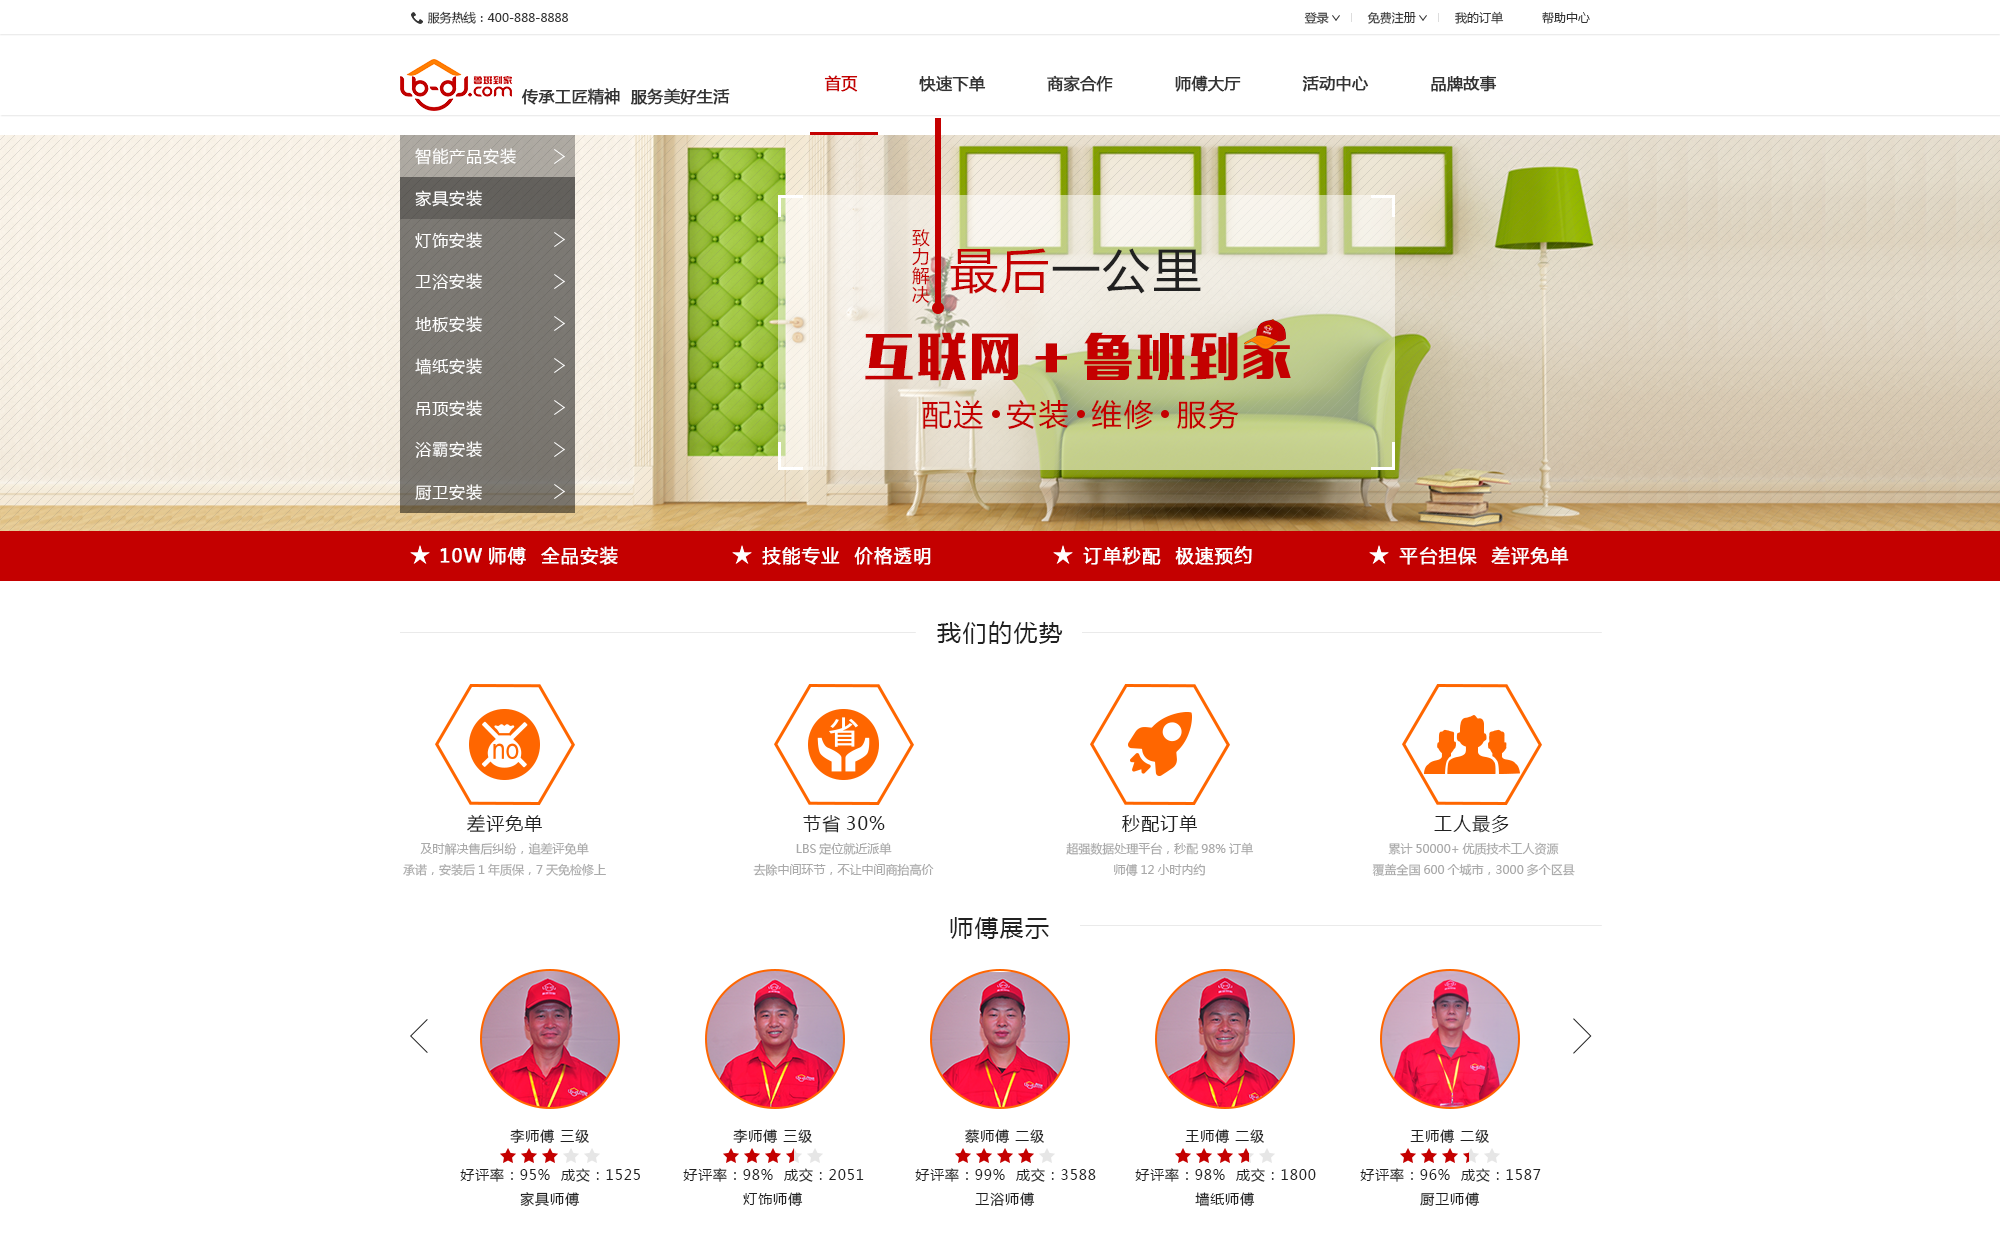 服务热线：400-888-8888
登录
免费注册
我的订单
帮助中心
鲁班到家
Lb-dJ.com
传承工匠精神 服务美好生活
首页
快速下单
商家合作
师傅大厅
活动中心
品牌故事
智能产品安装
家具安装
灯饰安装
卫浴安装
地板安装
墙纸安装
吊顶安装
浴霸安装
厨卫安装
致力解决
最后一公里
互联网+鲁班到家
配送•安装•维修•服务
★ 10W 师傅 全品安装
★ 技能专业 价格透明
★ 订单秒配 极速预约
★ 平台担保 差评免单
我们的优势
no
省
差评免单
及时解决售后纠纷，追差评免单
承诺，安装后 1 年质保，7 天免检修上
节省 30%
LBS 定位就近派单
去除中间环节，不让中间商抬高价
秒配订单
超强数据处理平台，秒配 98% 订单
师傅 12 小时内约
工人最多
累计 50000+ 优质技术工人资源
覆盖全国 600 个城市，3000 多个区县
师傅展示
李师傅 三级
好评率：95% 成交：1525
家具师傅
李师傅 三级
好评率：98% 成交：2051
灯饰师傅
蔡师傅 二级
好评率：99% 成交：3588
卫浴师傅
王师傅 二级
好评率：98% 成交：1800
墙纸师傅
王师傅 二级
好评率：96% 成交：1587
厨卫师傅